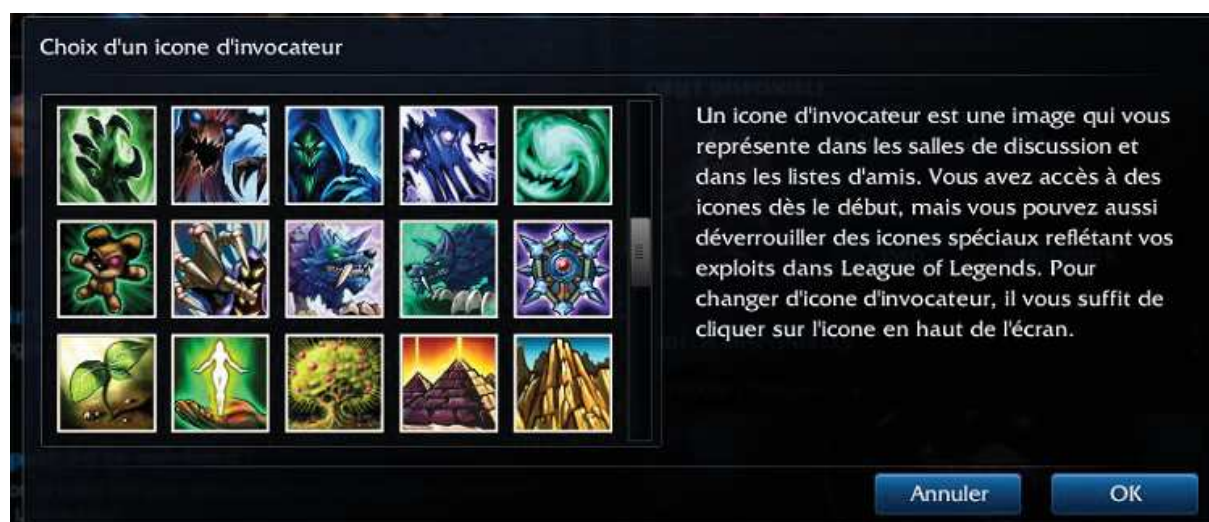 Choix d'un icone d'invocateur
Un icone d'invocateur est une image qui vous
représente dans les salles de discussion et
dans les listes d'amis. Vous avez accès à des
icones dès le début, mais vous pouvez aussi
déverrouiller des icones spéciaux reflétant vos
exploits dans League of Legends. Pour
changer d'icone d'invocateur, il vous suffit de
cliquer sur l'icone en haut de l'écran.
Annuler
OK